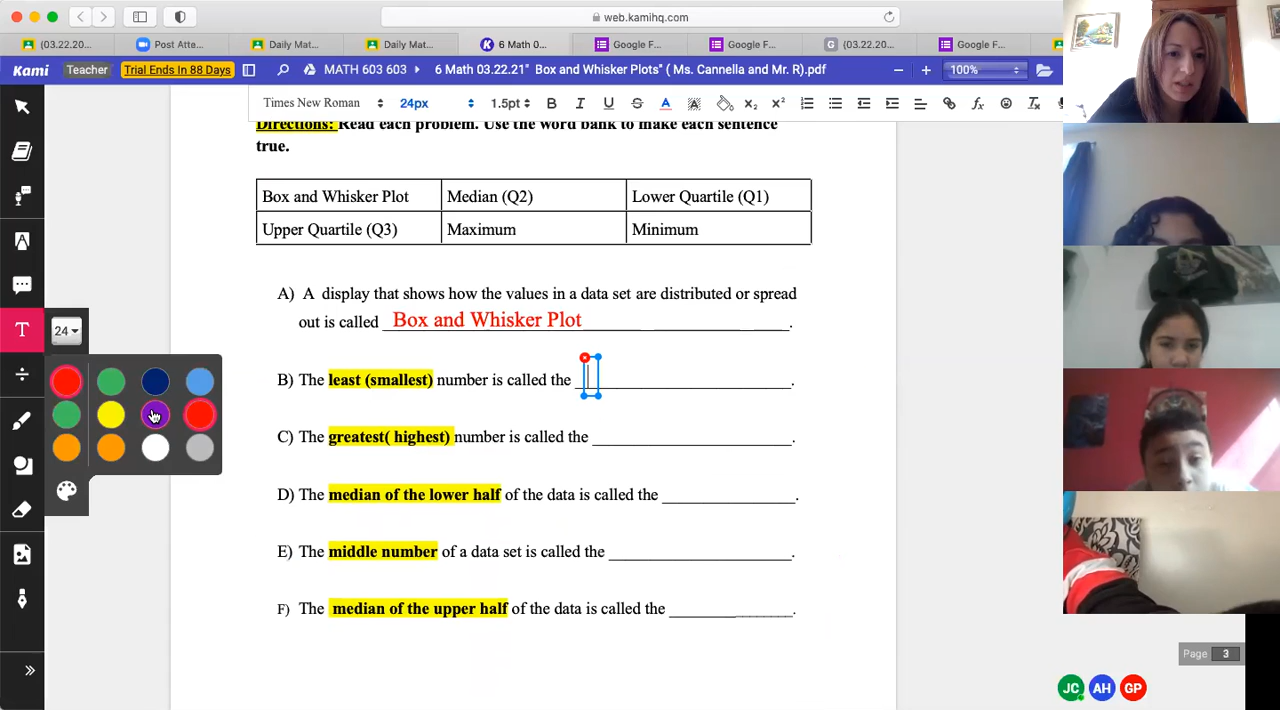 web.kamihq.com
(03.22.20... Post Atte... Daily Mat... Daily Mat... 6 Math 0... Google F... Google F... (03.22.20... Google F...
Kami Teacher Trial Ends In 88 Days MATH 603 603 6 Math 03.22.21" Box and Whisker Plots" ( Ms. Cannella and Mr. R).pdf 100%
Times New Roman 24px 1.5pt B I U S A A X₂ X²
Directions: Read each problem. Use the word bank to make each sentence
true.
Box and Whisker Plot Median (Q2) Lower Quartile (Q1)
Upper Quartile (Q3) Maximum Minimum
A) A display that shows how the values in a data set are distributed or spread
out is called Box and Whisker Plot.
24
B) The least (smallest) number is called the ____________.
C) The greatest( highest) number is called the ____________.
D) The median of the lower half of the data is called the ____________.
E) The middle number of a data set is called the ____________.
F) The median of the upper half of the data is called the ____________.
Page 3
JC AH GP